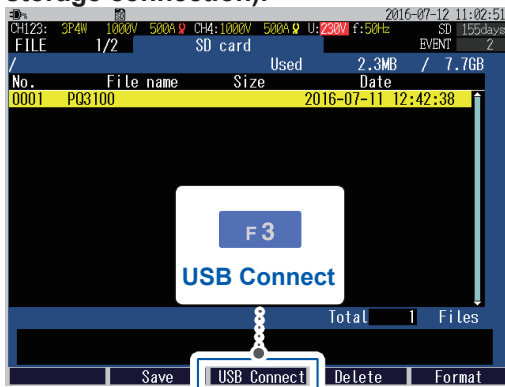 storage connection).
2016-07-12 11:02:51
CH123: 3P4W 1000V 500A CH4:1000V 500A U:230V f:50Hz SD 155days
FILE 1/2 SD card EVENT 2
/ Used 2.3MB / 7.7GB
No. File name Size Date
0001 PQ3100 2016-07-11 12:42:38
F 3
USB Connect
Total 1 Files
Save USB Connect Delete Format